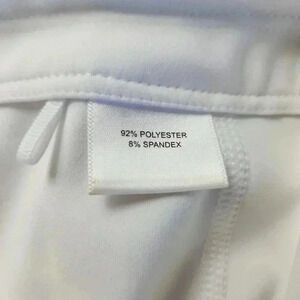 92% POLYESTER
8% SPANDEX